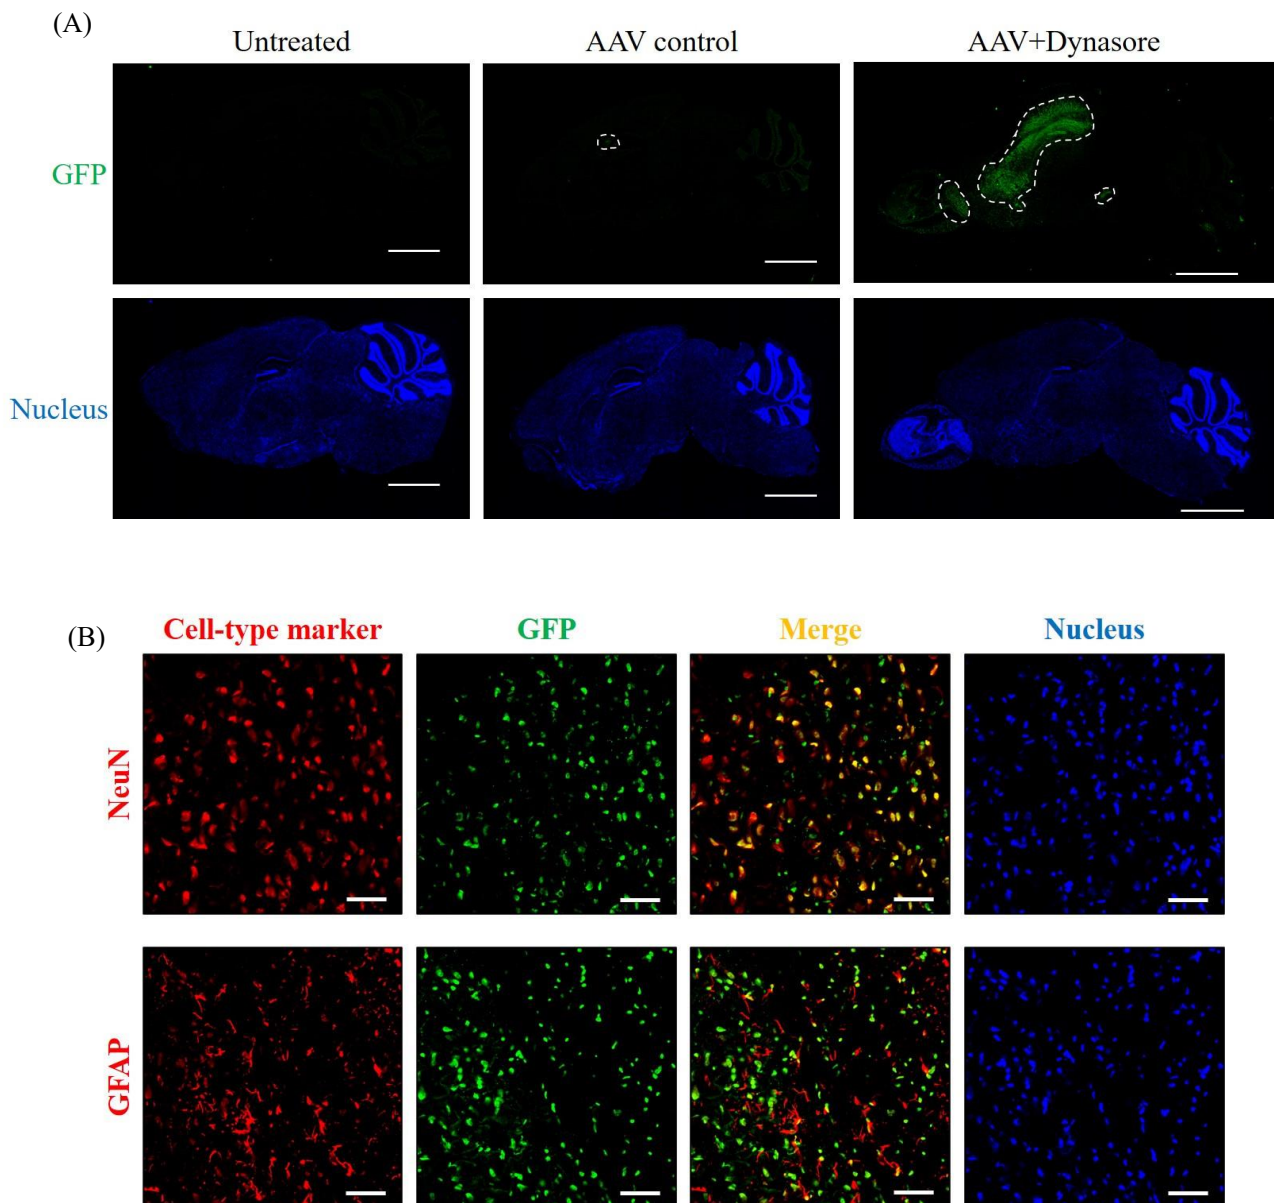 (A)
Untreated
AAV control
AAV+Dynasore
GFP
Nucleus
(B)
Cell-type marker
GFP
Merge
Nucleus
NeuN
GFAP